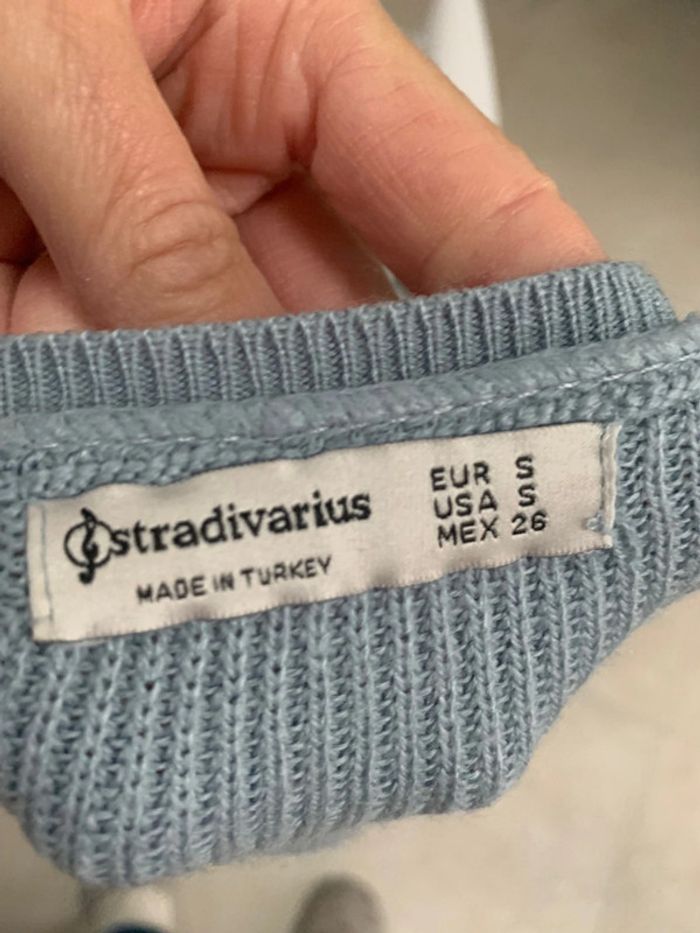 stradivarius
MADE IN TURKEY
EUR S
USA S
MEX 26